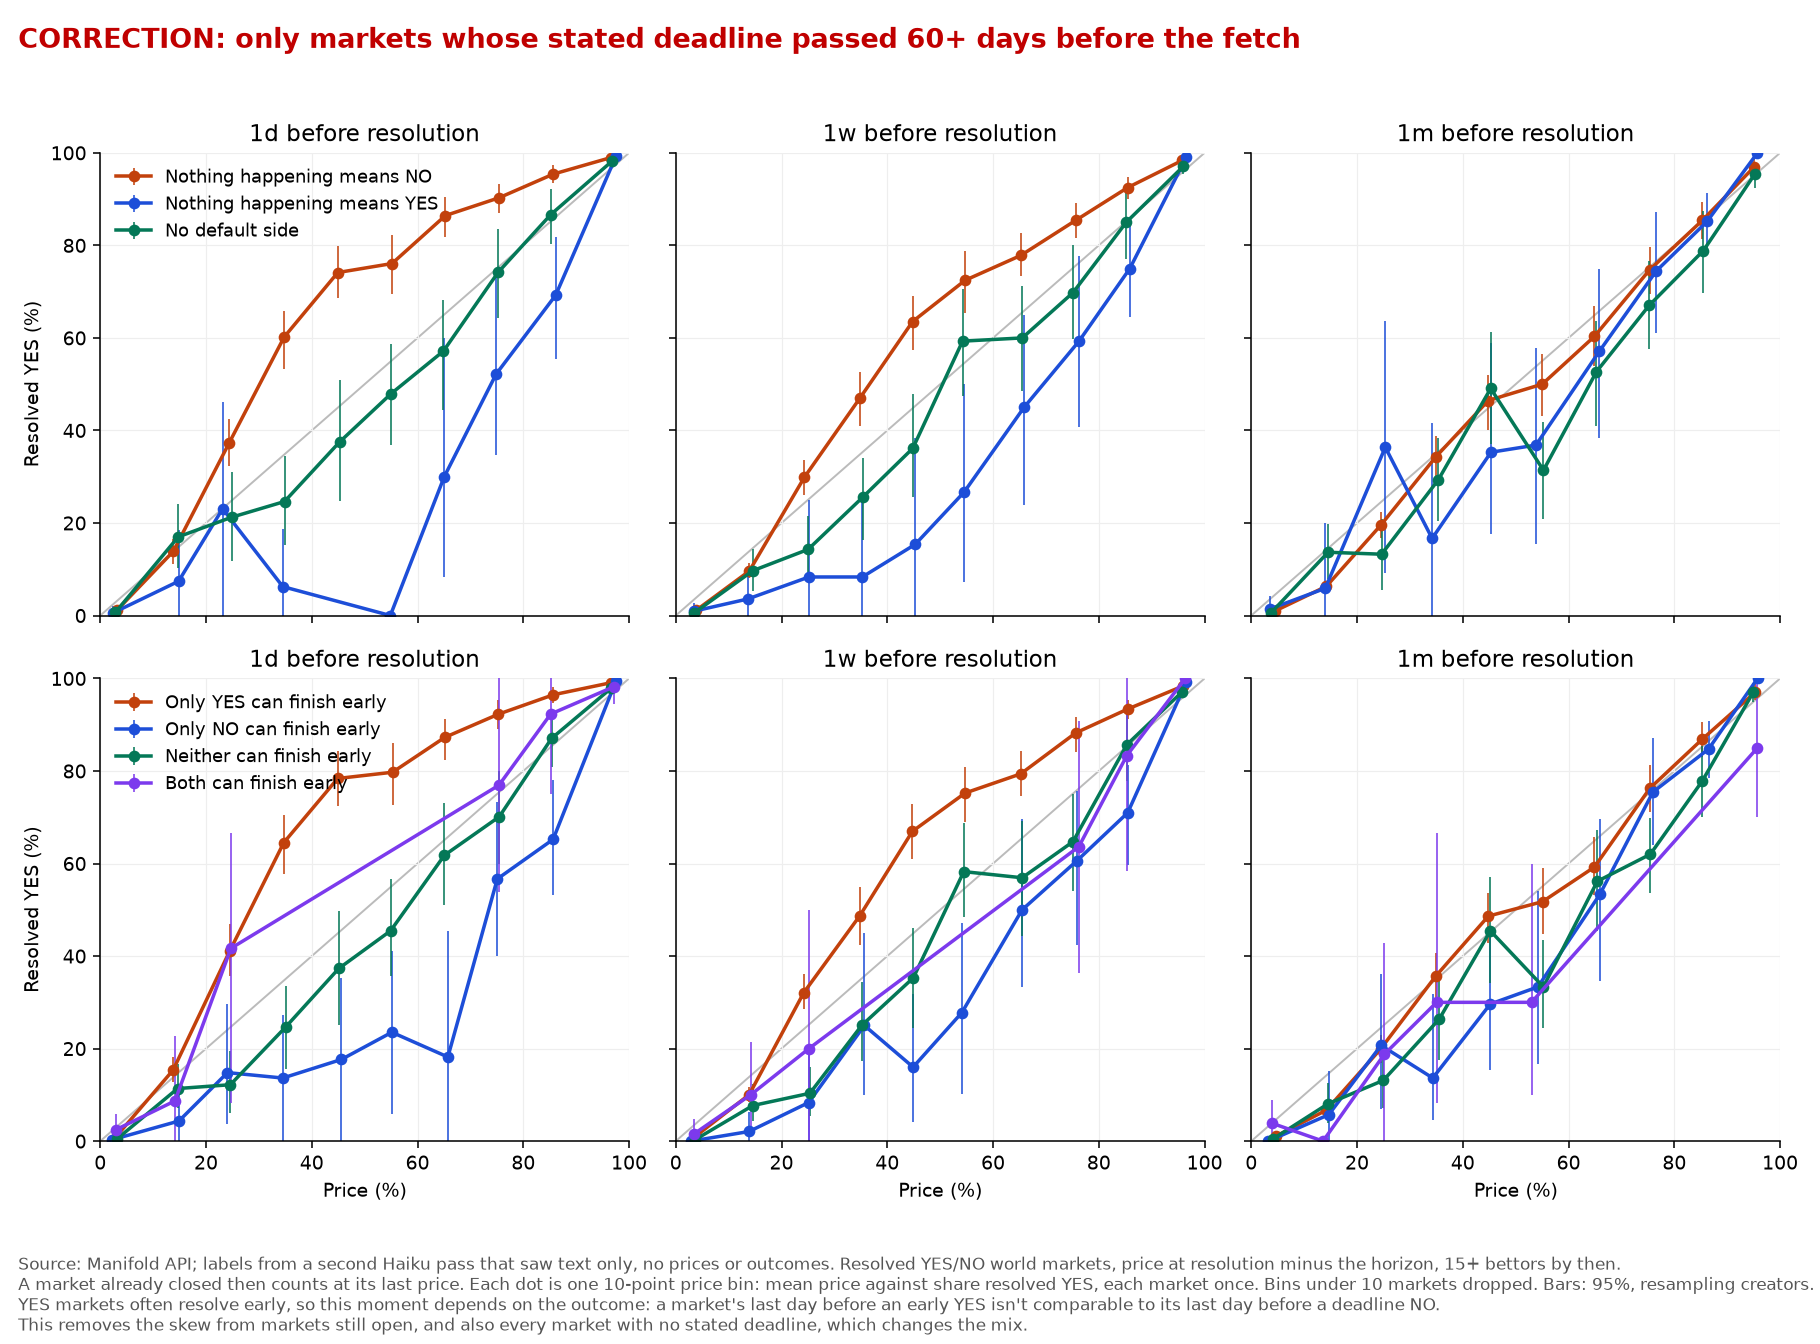 CORRECTION: only markets whose stated deadline passed 60+ days before the fetch
1d before resolution
1w before resolution
1m before resolution
100
80
60
40
20
0
Resolved YES (%)
Nothing happening means NO
Nothing happening means YES
No default side
1d before resolution
1w before resolution
1m before resolution
100
80
60
40
20
0
Resolved YES (%)
Only YES can finish early
Only NO can finish early
Neither can finish early
Both can finish early
0 20 40 60 80 100
0 20 40 60 80 100
0 20 40 60 80 100
Price (%)
Price (%)
Price (%)
Source: Manifold API; labels from a second Haiku pass that saw text only, no prices or outcomes. Resolved YES/NO world markets, price at resolution minus the horizon, 15+ bettors by then.
A market already closed then counts at its last price. Each dot is one 10-point price bin: mean price against share resolved YES, each market once. Bins under 10 markets dropped. Bars: 95%, resampling creators.
YES markets often resolve early, so this moment depends on the outcome: a market's last day before an early YES isn't comparable to its last day before a deadline NO.
This removes the skew from markets still open, and also every market with no stated deadline, which changes the mix.